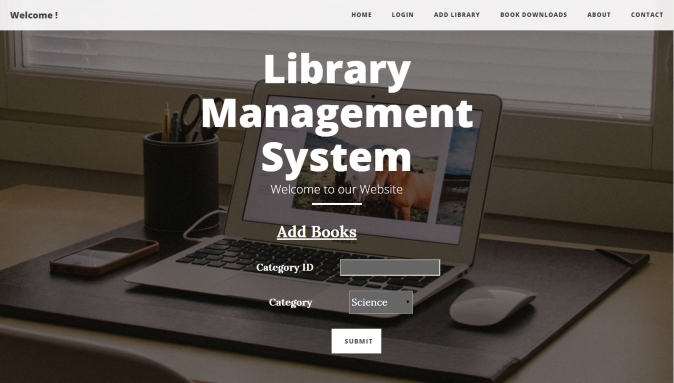 Welcome !
HOME LOGIN ADD LIBRARY BOOK DOWNLOADS ABOUT CONTACT
Library
Management
System
Welcome to our Website
Add Books
Category ID
Category Science
SUBMIT